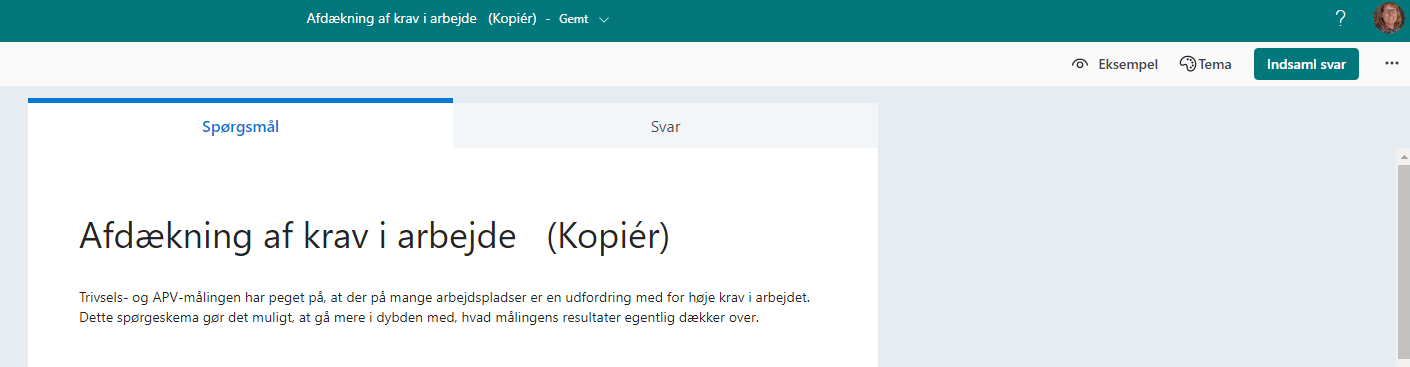 Afdækning af krav i arbejde (Kopiér) - Gemt
?
Eksempel Tema Indsaml svar ...
Spørgsmål Svar
Afdækning af krav i arbejde (Kopiér)
Trivsels- og APV-målingen har peget på, at der på mange arbejdspladser er en udfordring med for høje krav i arbejdet.
Dette spørgeskema gør det muligt, at gå mere i dybden med, hvad målingens resultater egentlig dækker over.